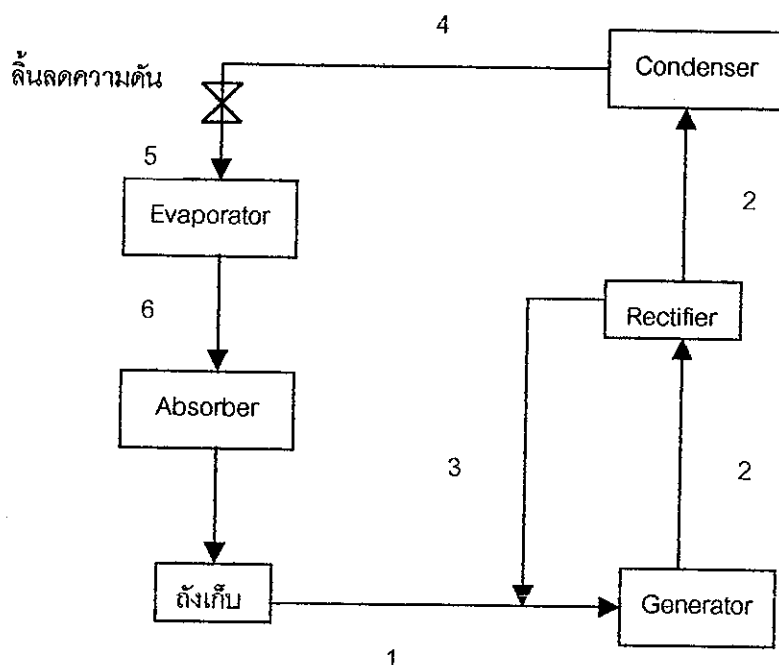 4
ลิ้นลดความดัน
Condenser
5
Evaporator
2
6
Rectifier
Absorber
3
2
ถังเก็บ
Generator
1